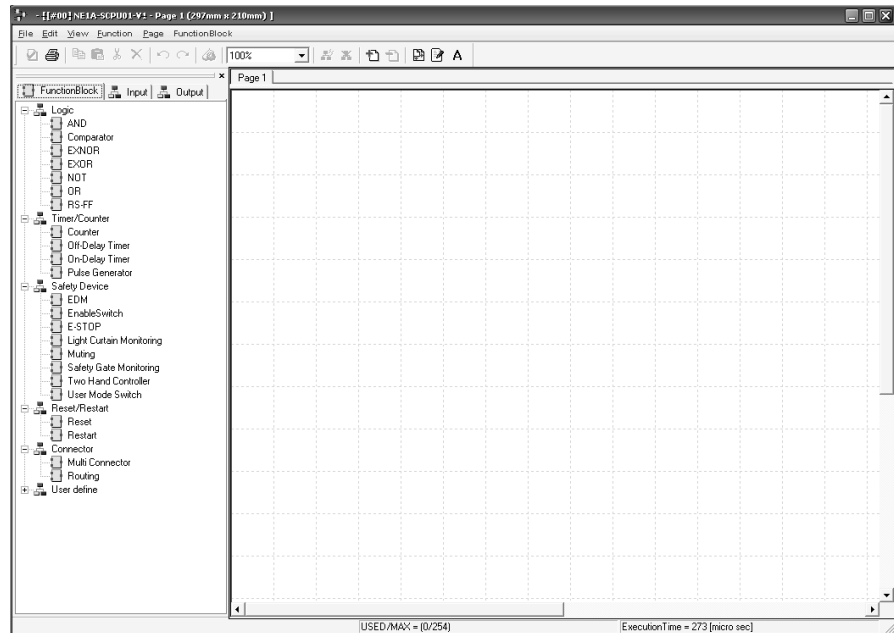 - [[#00] NE1A-SCPU01-V1 - Page 1 (297mm x 210mm) ]
File Edit View Function Page FunctionBlock
100% A
FunctionBlock Input Output
Page 1
Logic
AND
Comparator
EXNOR
EXOR
NOT
OR
RS-FF
Timer/Counter
Counter
Off-Delay Timer
On-Delay Timer
Pulse Generator
Safety Device
EDM
EnableSwitch
E-STOP
Light Curtain Monitoring
Muting
Safety Gate Monitoring
Two Hand Controller
User Mode Switch
Reset/Restart
Reset
Restart
Connector
Multi Connector
Routing
User define
USED/MAX = (0/254) ExecutionTime = 273 [micro sec]